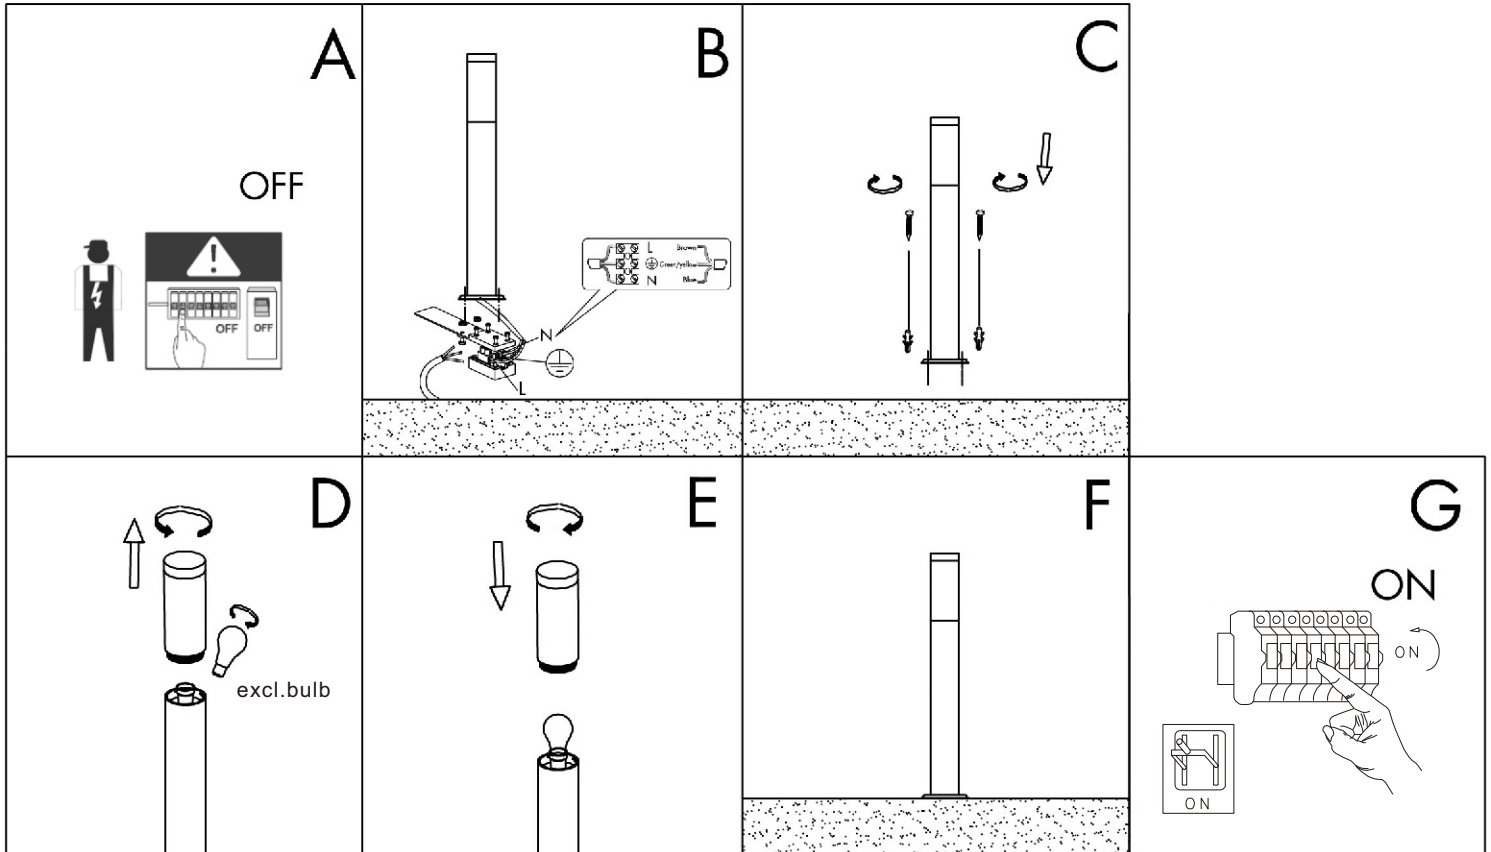 A
OFF
OFF
OFF
B
L Brown
Green/yellow
N Blue
N
L
C
D
excl.bulb
E
F
G
ON
ON
ON